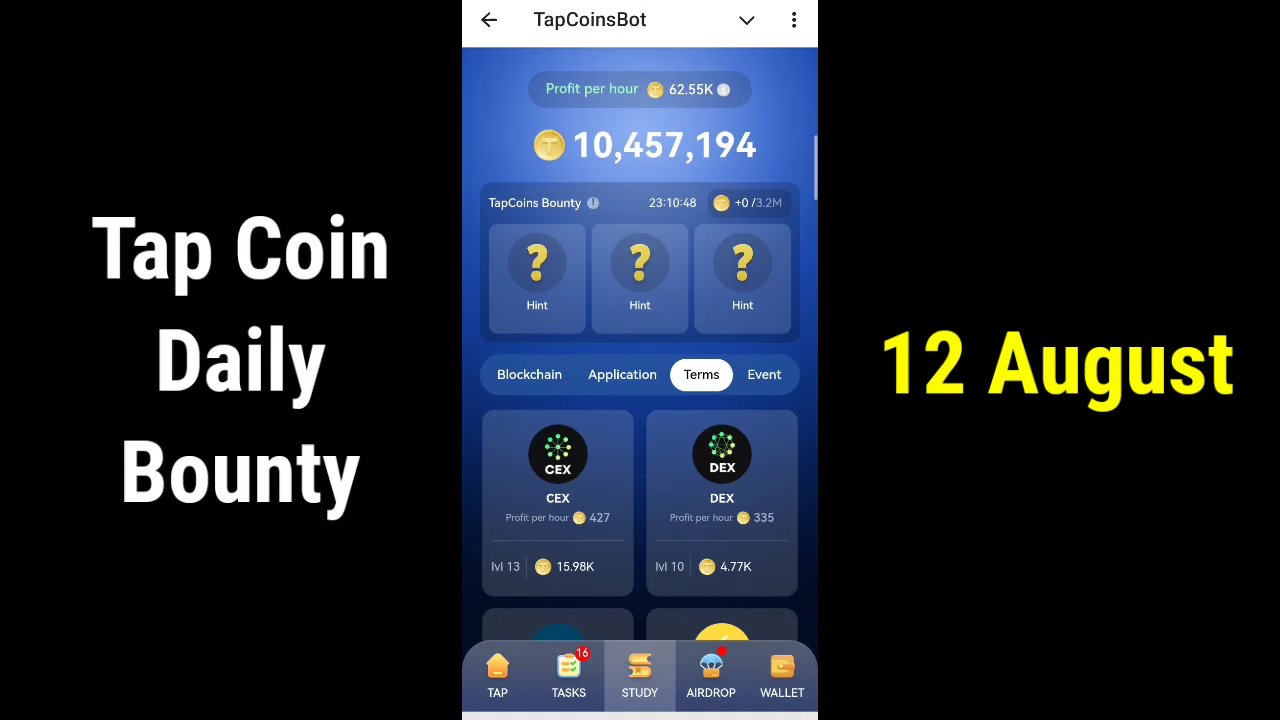 Tap Coin
Daily
Bounty
TapCoinsBot
Profit per hour 62.55K
10,457,194
TapCoins Bounty 23:10:48 +0 /3.2M
? ? ?
Hint Hint Hint
Blockchain Application Terms Event
CEX DEX
CEX DEX
Profit per hour 427 Profit per hour 335
lvl 13 15.98K lvl 10 4.77K
16
TAP TASKS STUDY AIRDROP WALLET
12 August